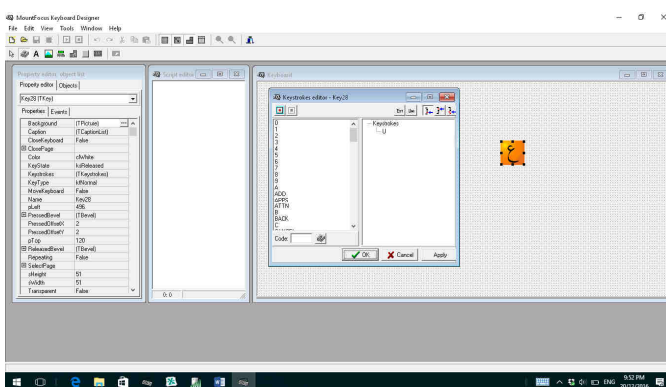 MountFocus Keyboard Designer
File Edit View Tools Window Help
Property editor, object list
Property editor Objects
Key28 (TKey)
Properties Events
Background (TPicture)
Caption (TCaptionList)
CloseKeyboard False
ClosePage
Color clWhite
KeyState ksReleased
Keystrokes (TKeystrokes)
KeyType ktNormal
MoveKeyboard False
Name Key28
pLeft 496
PressedBevel (TBevel)
PressedOffsetX 2
PressedOffsetY 2
pTop 120
ReleasedBevel (TBevel)
Repeating False
SelectPage
sHeight 51
sWidth 51
Transparent False
Script editor
0: 0
Keyboard
Keystrokes editor - Key28
0
1
2
3
4
5
6
7
8
9
A
ADD
APPS
ATTN
B
BACK
C
Keystrokes
U
Code:
OK Cancel Apply
ع
ENG 9:52 PM
20/12/2016